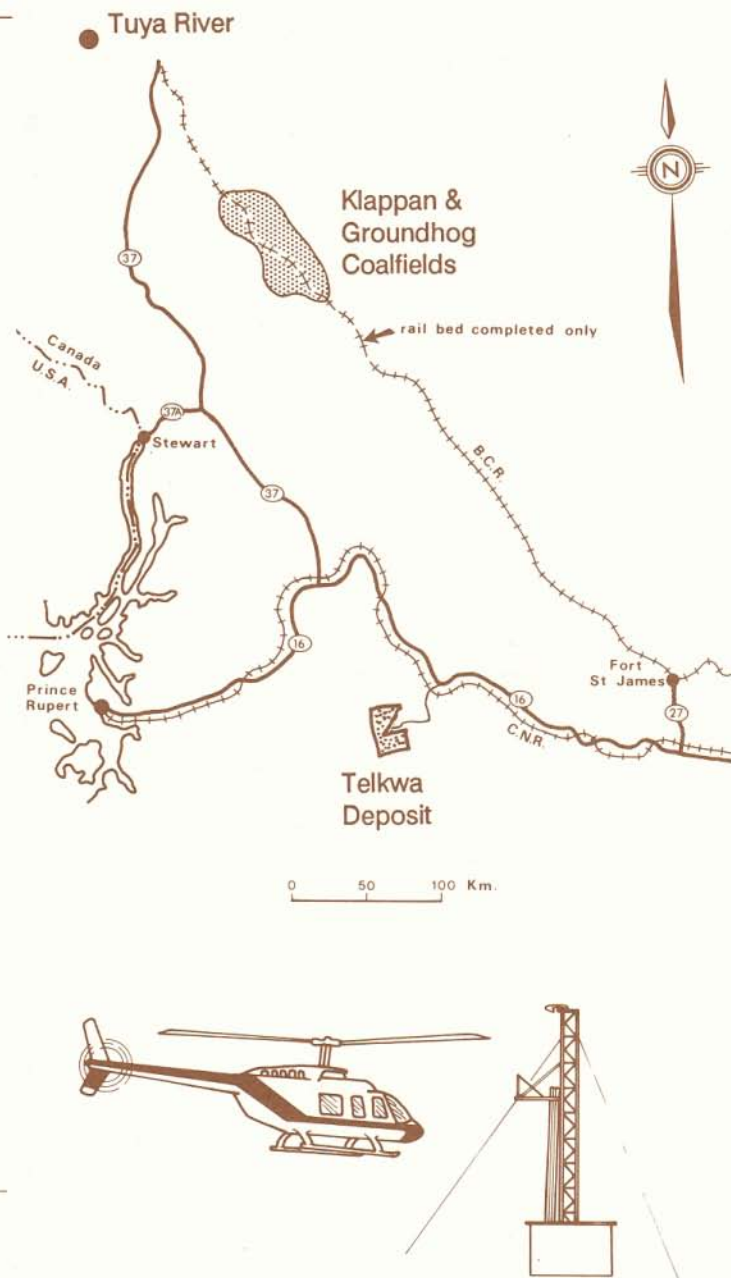 Tuya River
N
Klappan &
Groundhog
Coalfields
37
rail bed completed only
Canada
U.S.A.
37A
Stewart
B.C.R.
37
16
Fort
St James
Prince
Rupert
16
27
C.N.R.
Telkwa
Deposit
0 50 100 Km.